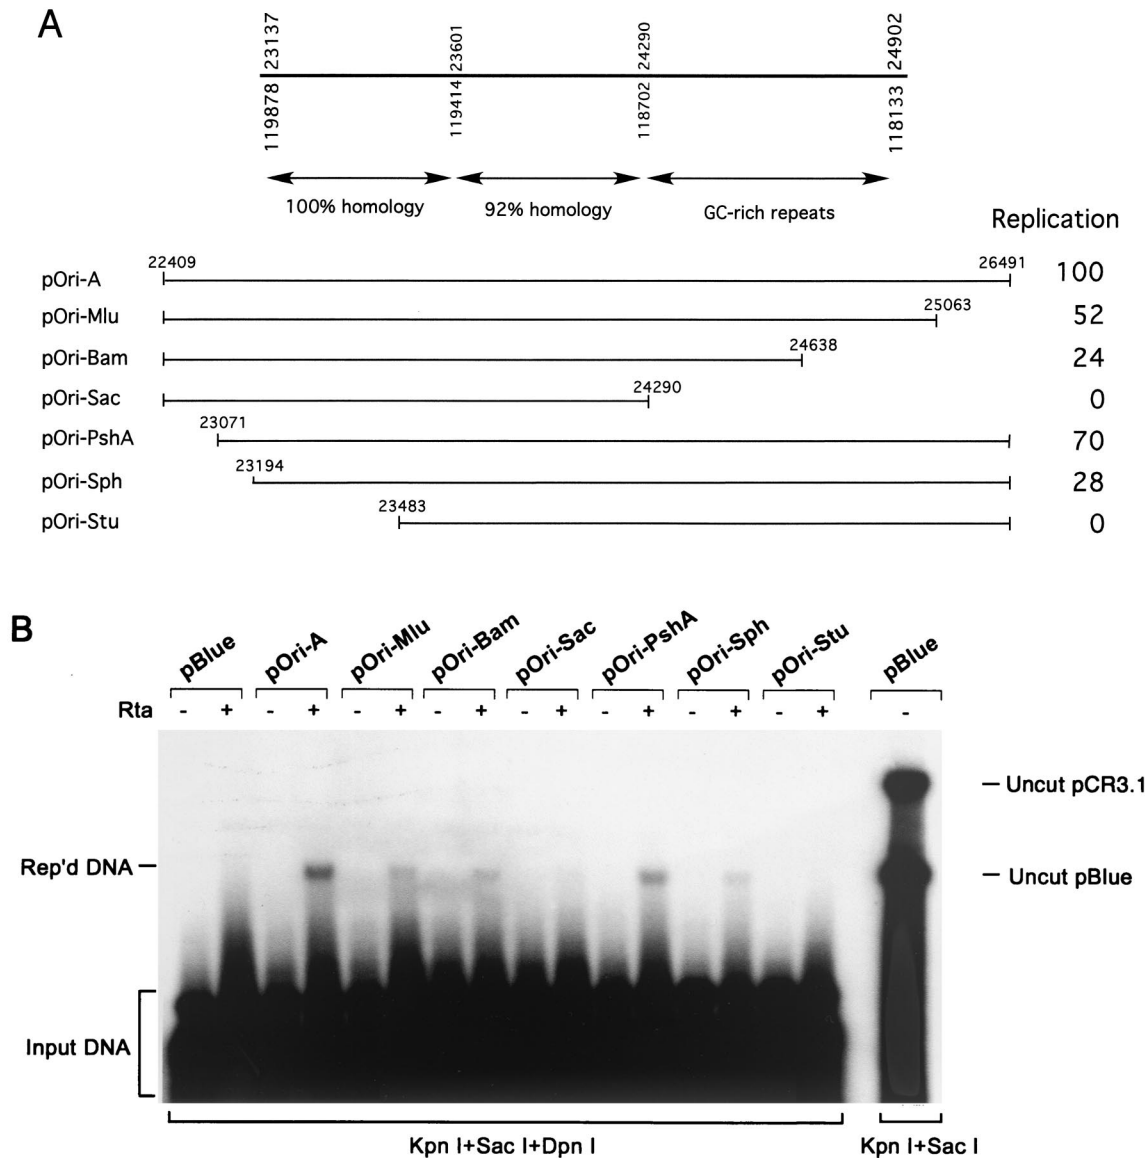 A
23137 23601 24290 24902
119878 119414 118702 118133
100% homology 92% homology GC-rich repeats
Replication
22409 26491
pOri-A 100
pOri-Mlu 25063 52
pOri-Bam 24638 24
pOri-Sac 24290 0
23071
pOri-PshA 70
23194
pOri-Sph 28
23483
pOri-Stu 0
B
pBlue pOri-A pOri-Mlu pOri-Bam pOri-Sac pOri-PshA pOri-Sph pOri-Stu pBlue
Rta - + - + - + - + - + - + - + - + -
Uncut pCR3.1
Rep'd DNA
Uncut pBlue
Input DNA
Kpn I+Sac I+Dpn I Kpn I+Sac I